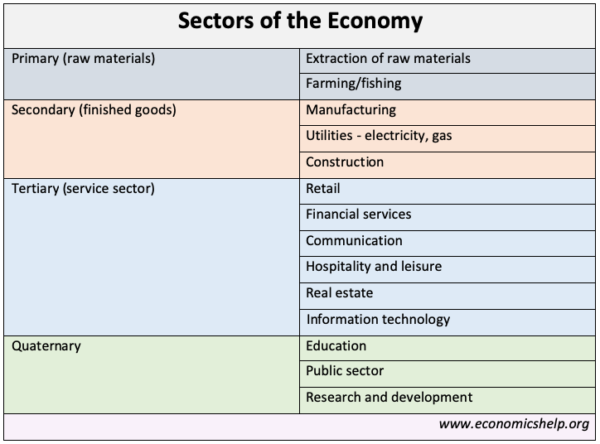 Sectors of the Economy
Primary (raw materials)
Extraction of raw materials
Farming/fishing
Secondary (finished goods)
Manufacturing
Utilities - electricity, gas
Construction
Tertiary (service sector)
Retail
Financial services
Communication
Hospitality and leisure
Real estate
Information technology
Quaternary
Education
Public sector
Research and development
www.economicshelp.org